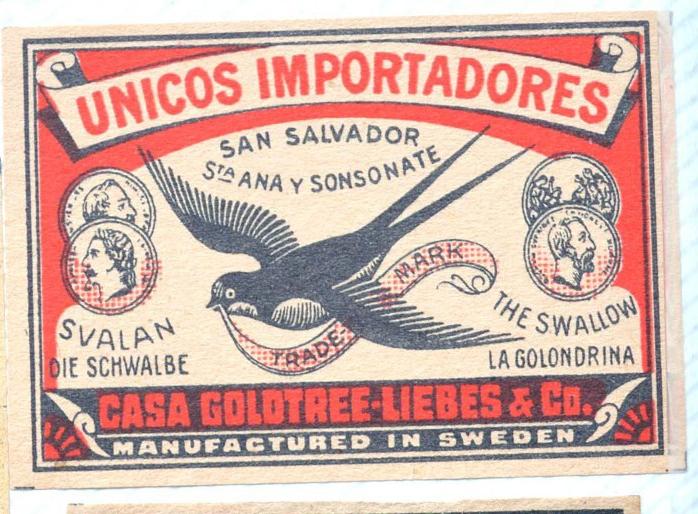 UNICOS IMPORTADORES
SAN SALVADOR
STA ANA Y SONSONATE
TRADE-MARK
SVALAN
DIE SCHWALBE
THE SWALLOW
LA GOLONDRINA
CASA GOLDTREE-LIEBES & Co.
MANUFACTURED IN SWEDEN